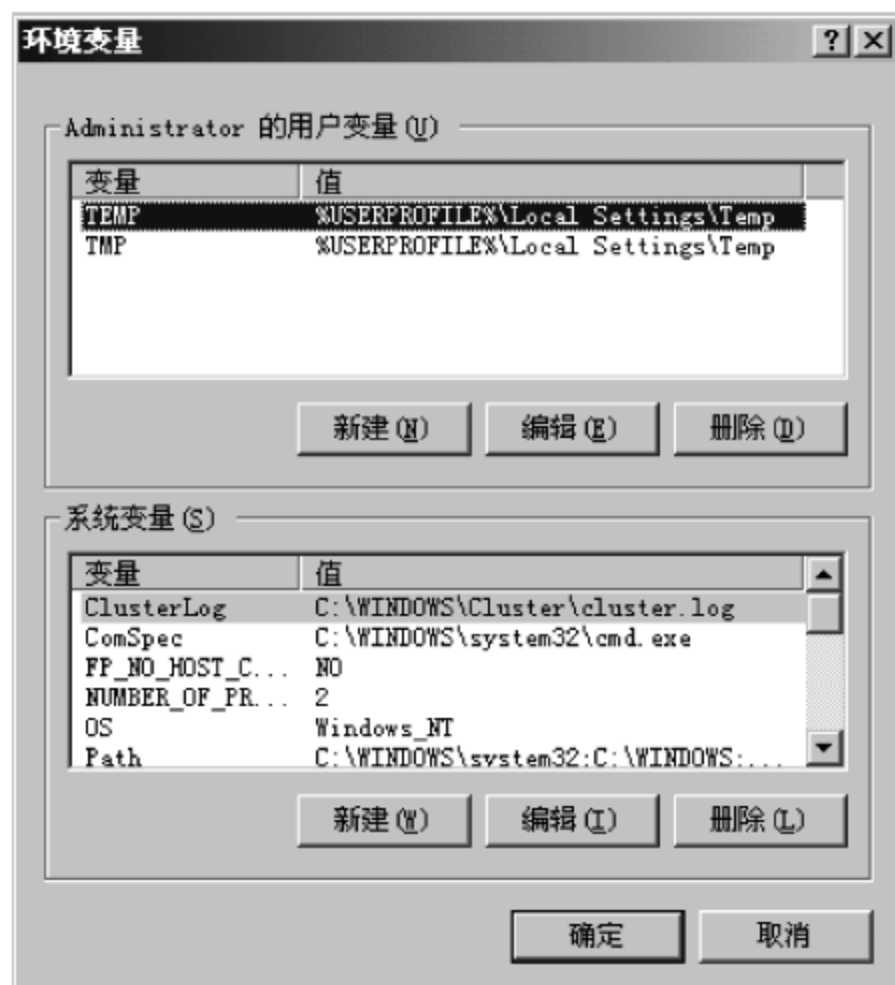 环境变量
Administrator 的用户变量(U)
变量 值
TEMP %USERPROFILE%\Local Settings\Temp
TMP %USERPROFILE%\Local Settings\Temp
新建(N) 编辑(E) 删除(D)
系统变量(S)
变量 值
ClusterLog C:\WINDOWS\Cluster\cluster.log
ComSpec C:\WINDOWS\system32\cmd.exe
FP_NO_HOST_C... NO
NUMBER_OF_PR... 2
OS Windows_NT
Path C:\WINDOWS\system32;C:\WINDOWS;...
新建(W) 编辑(I) 删除(L)
确定 取消